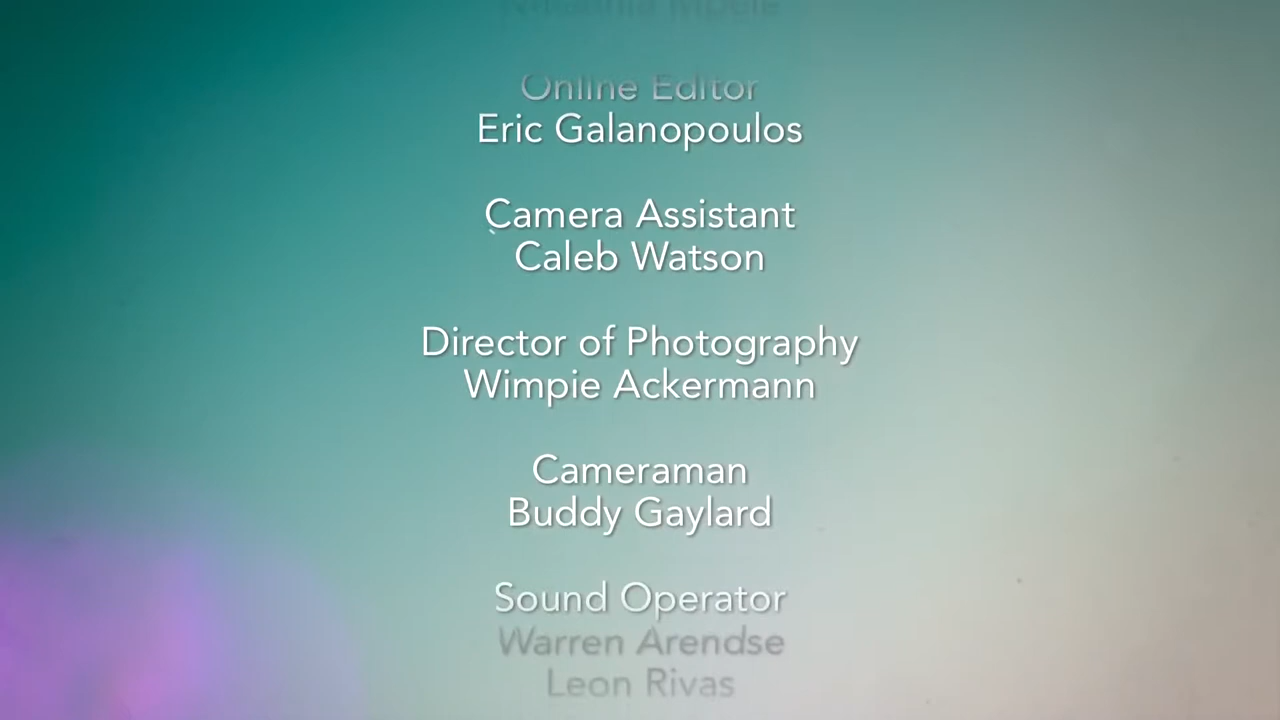 Online Editor
Eric Galanopoulos
Camera Assistant
Caleb Watson
Director of Photography
Wimpie Ackermann
Cameraman
Buddy Gaylard
Sound Operator
Warren Arendse
Leon Rivas